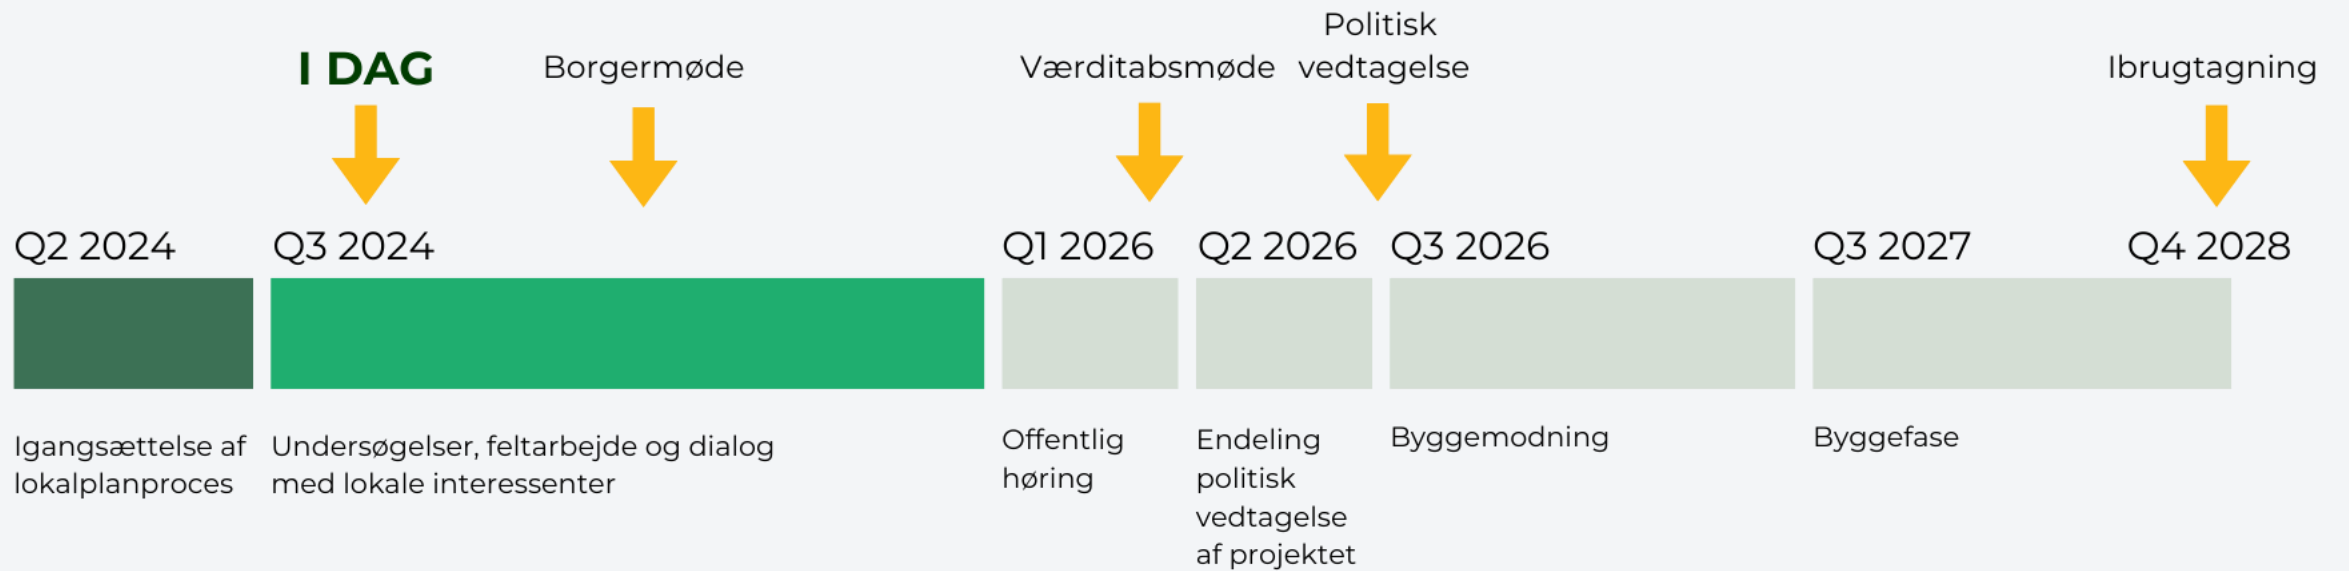 I DAG
Borgermøde
Værditabsmøde
Politisk
vedtagelse
Ibrugtagning
Q2 2024
Q3 2024
Q1 2026
Q2 2026
Q3 2026
Q3 2027
Q4 2028
Igangsættelse af
lokalplanproces
Undersøgelser, feltarbejde og dialog
med lokale interessenter
Offentlig
høring
Endeling
politisk
vedtagelse
af projektet
Byggemodning
Byggefase